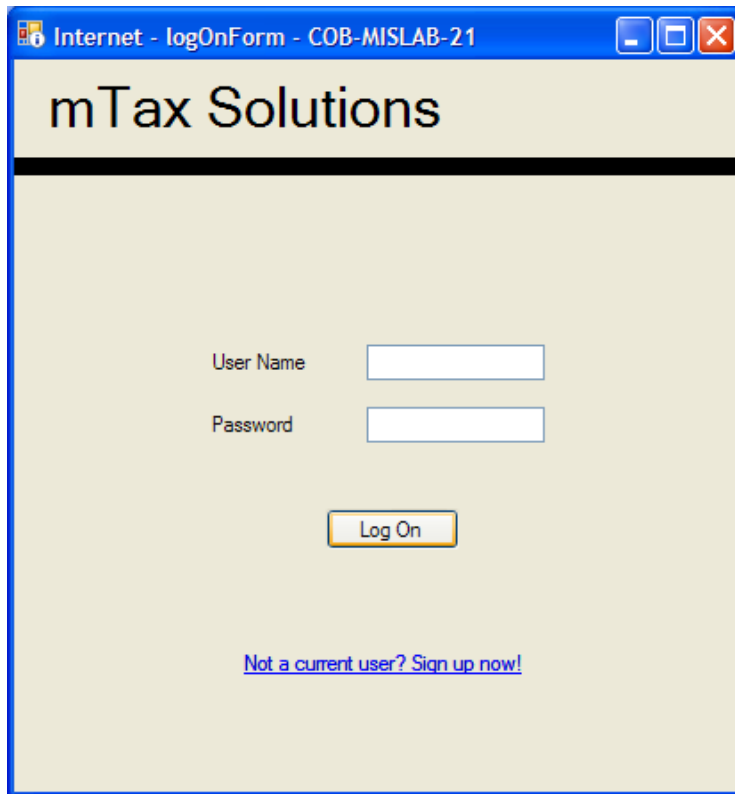 Internet - logOnForm - COB-MISLAB-21
mTax Solutions
User Name
Password
Log On
Not a current user? Sign up now!